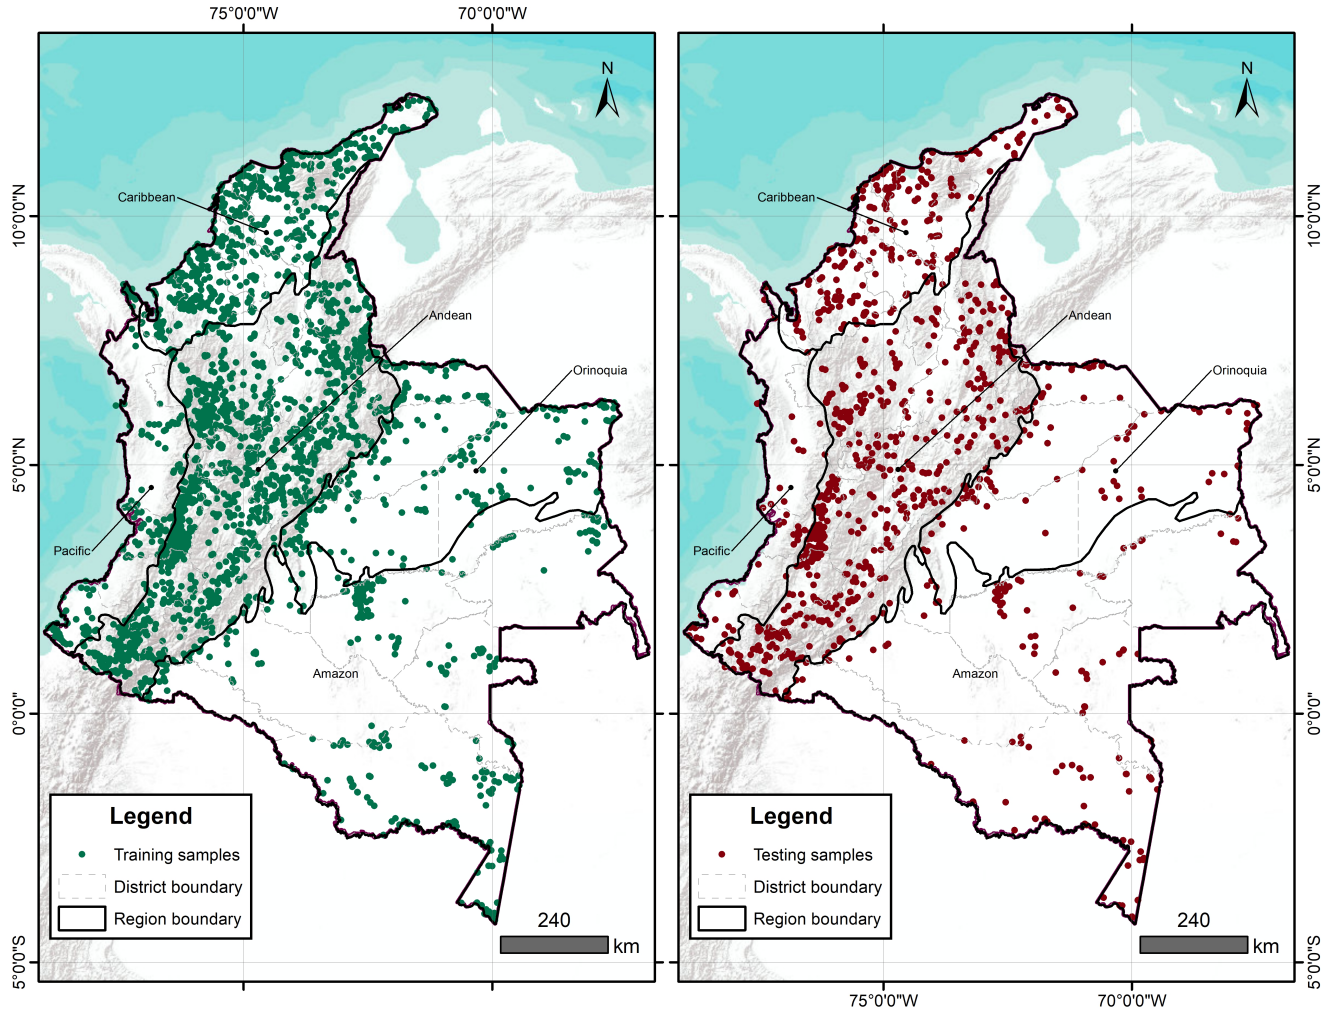 75°0'0"W
70°0'0"W
N
N
Caribbean
Caribbean
10°0'0"N
10°0'0"N
Andean
Andean
Orinoquia
Orinoquia
5°0'0"N
5°0'0"N
Pacific
Pacific
Amazon
Amazon
0°0'0"
0°0'0"
Legend
Training samples
District boundary
Region boundary
240
km
Legend
Testing samples
District boundary
Region boundary
240
km
5°0'0"S
5°0'0"S
75°0'0"W
70°0'0"W